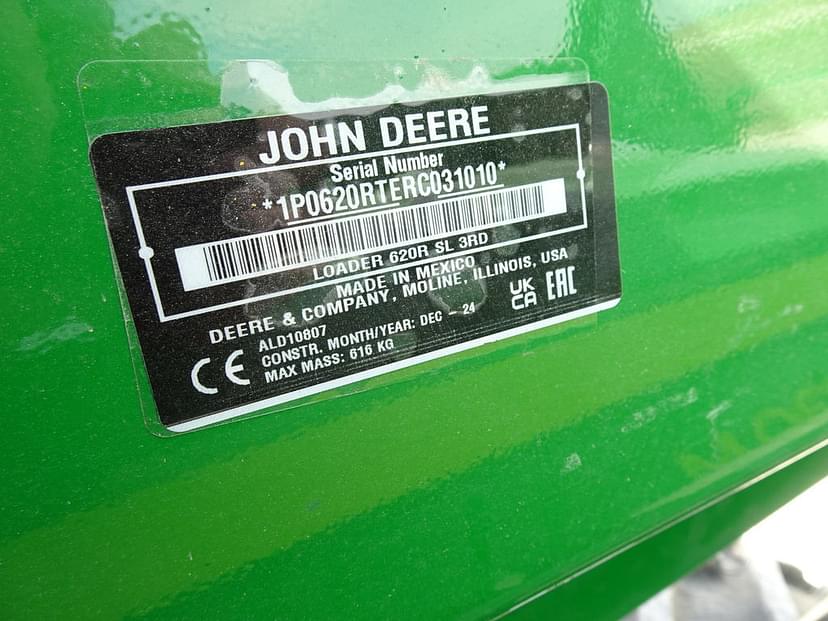 JOHN DEERE
Serial Number
*1P0620RTERC031010*
LOADER 620R SL 3RD
MADE IN MEXICO
DEERE & COMPANY, MOLINE, ILLINOIS, USA
ALD10807
CONSTR. MONTH/YEAR: DEC - 24
MAX MASS: 616 KG
CE
UK
CA
EAC